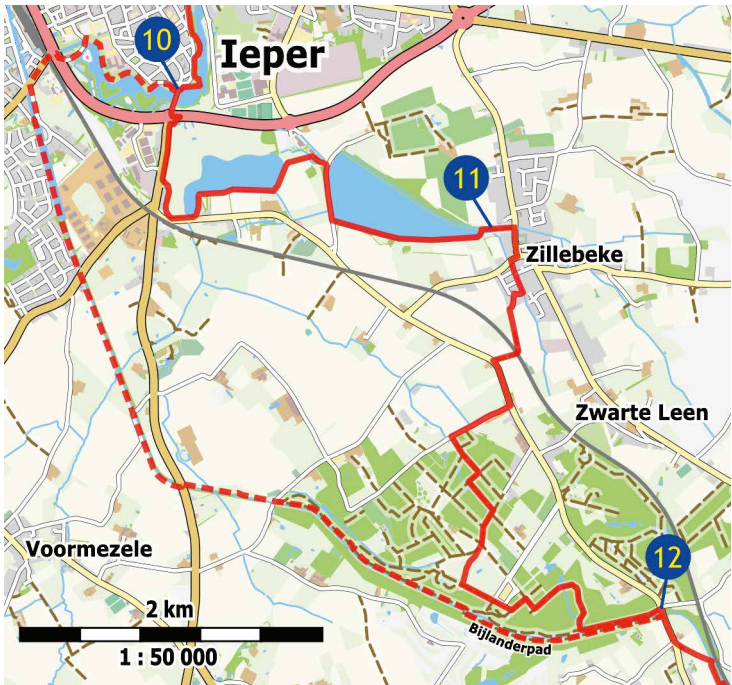 10
Ieper
11
Zillebeke
Zwarte Leen
Voormezele
12
2 km
Bijlanderpad
1 : 50 000